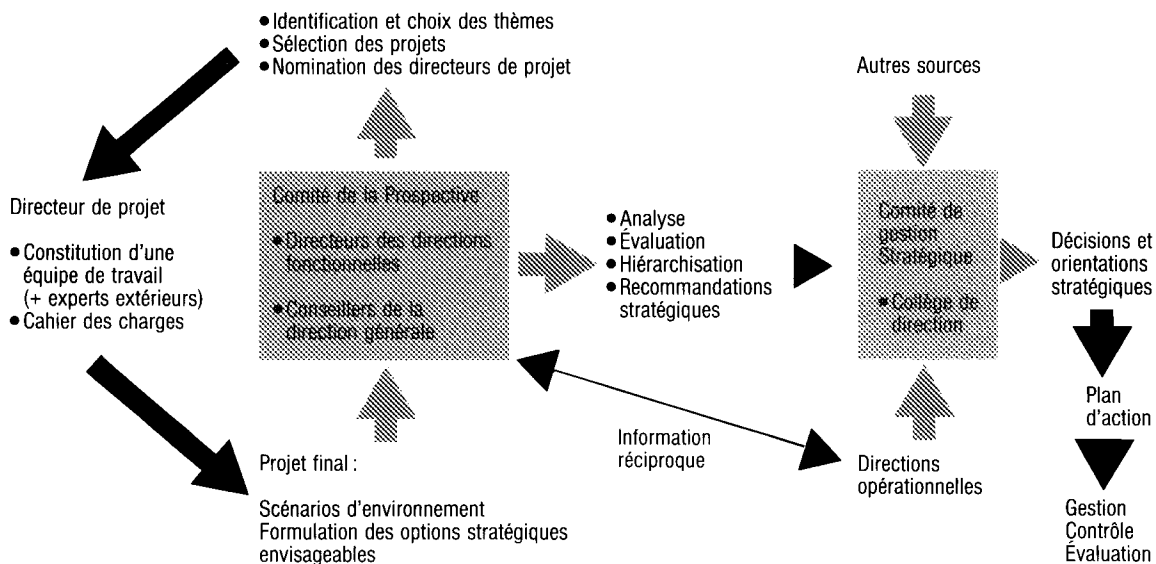 ● Identification et choix des thèmes
● Sélection des projets
● Nomination des directeurs de projet
Autres sources
Directeur de projet
● Constitution d'une
équipe de travail
(+ experts extérieurs)
● Cahier des charges
Comité de la Prospective
● Directeurs des directions
fonctionnelles
● Conseillers de la
direction générale
● Analyse
● Évaluation
● Hiérarchisation
● Recommandations
stratégiques
Comité de
gestion
Stratégique
● Collège de
direction
Décisions et
orientations
stratégiques
Plan
d'action
Information
réciproque
Projet final :
Scénarios d'environnement
Formulation des options stratégiques
envisageables
Directions
opérationnelles
Gestion
Contrôle
Évaluation